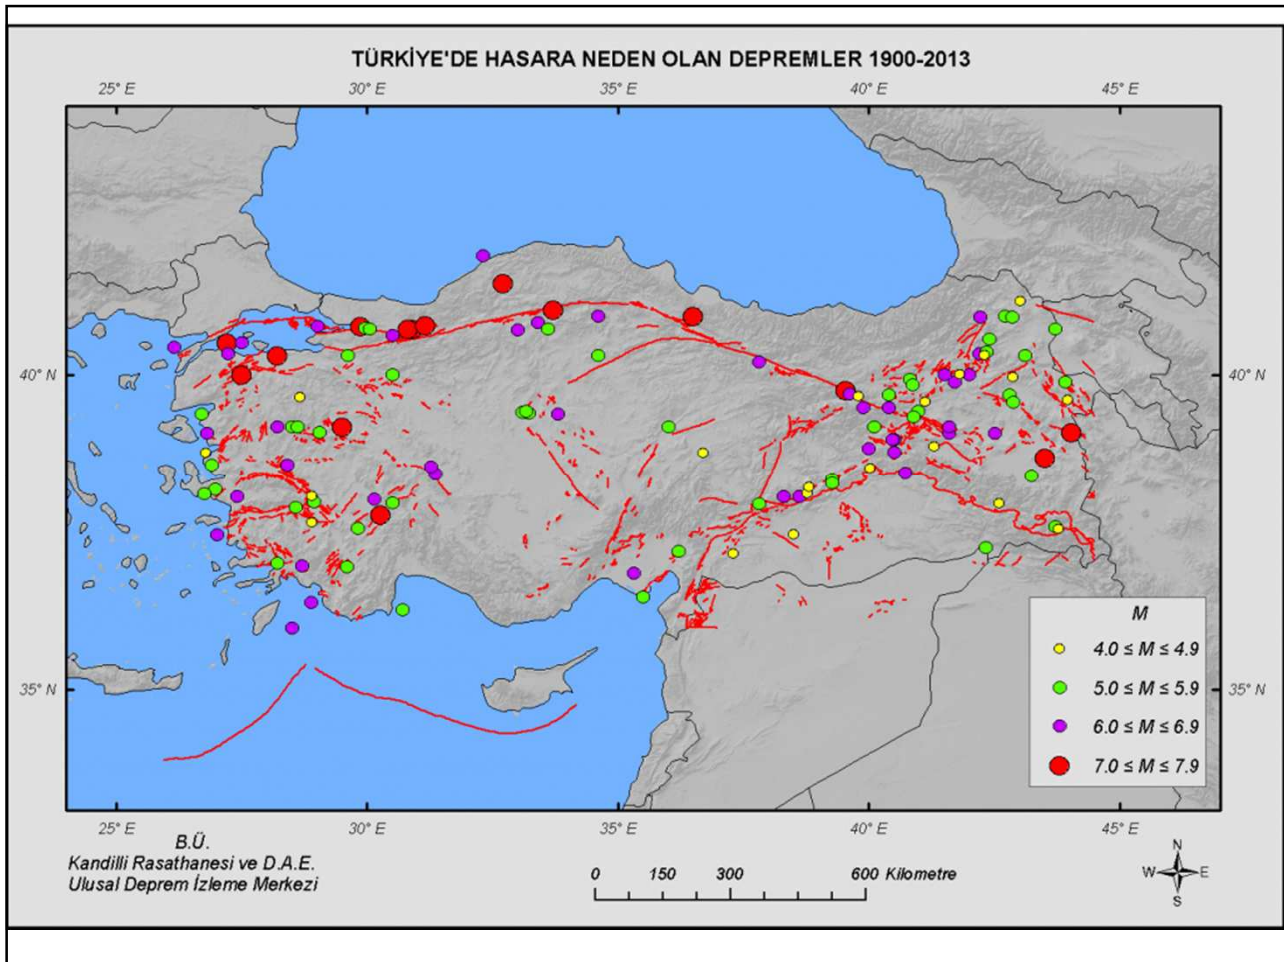 TÜRKİYE'DE HASARA NEDEN OLAN DEPREMLER 1900-2013
25° E 30° E 35° E 40° E 45° E
40° N 40° N
35° N 35° N
M
4.0 ≤ M ≤ 4.9
5.0 ≤ M ≤ 5.9
6.0 ≤ M ≤ 6.9
7.0 ≤ M ≤ 7.9
25° E 30° E 35° E 40° E 45° E
B.Ü.
Kandilli Rasathanesi ve D.A.E.
Ulusal Deprem İzleme Merkezi
0 150 300 600 Kilometre
N
W E
S